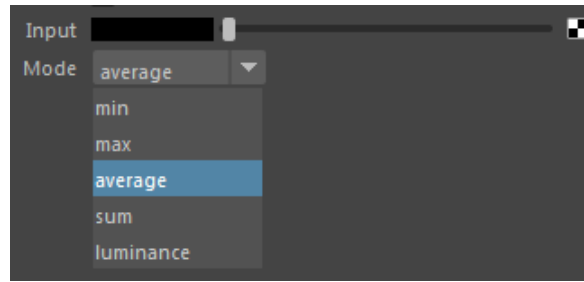 Input
Mode average
min
max
average
sum
luminance